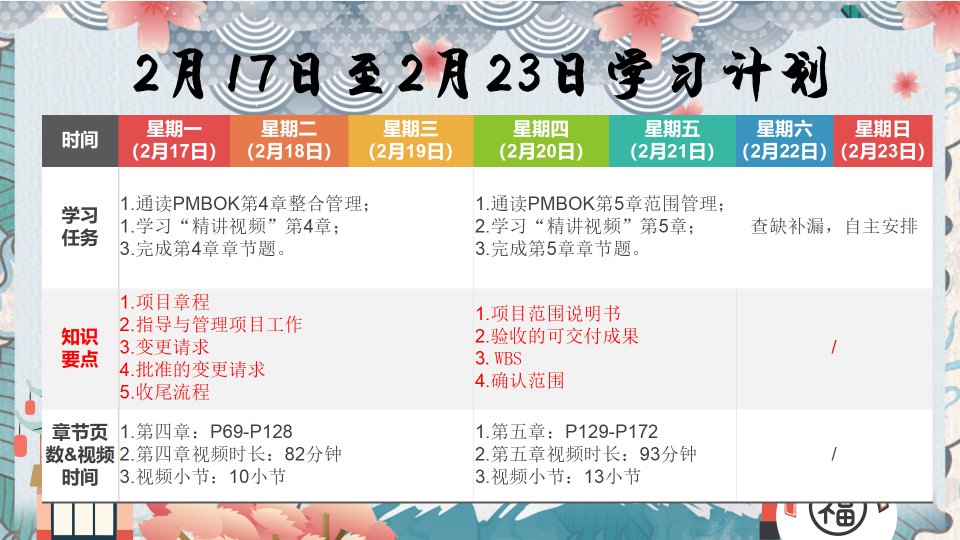 2月17日至2月23日学习计划
时间
星期一
（2月17日）
星期二
（2月18日）
星期三
（2月19日）
星期四
（2月20日）
星期五
（2月21日）
星期六
（2月22日）
星期日
（2月23日）
学习
任务
1.通读PMBOK第4章整合管理；
1.学习“精讲视频”第4章；
3.完成第4章章节题。
1.通读PMBOK第5章范围管理；
2.学习“精讲视频”第5章；
3.完成第5章章节题。
查缺补漏，自主安排
知识
要点
1.项目章程
2.指导与管理项目工作
3.变更请求
4.批准的变更请求
5.收尾流程
1.项目范围说明书
2.验收的可交付成果
3.WBS
4.确认范围
/
章节页
数&视频
时间
1.第四章：P69-P128
2.第四章视频时长：82分钟
3.视频小节：10小节
1.第五章：P129-P172
2.第五章视频时长：93分钟
3.视频小节：13小节
/
福